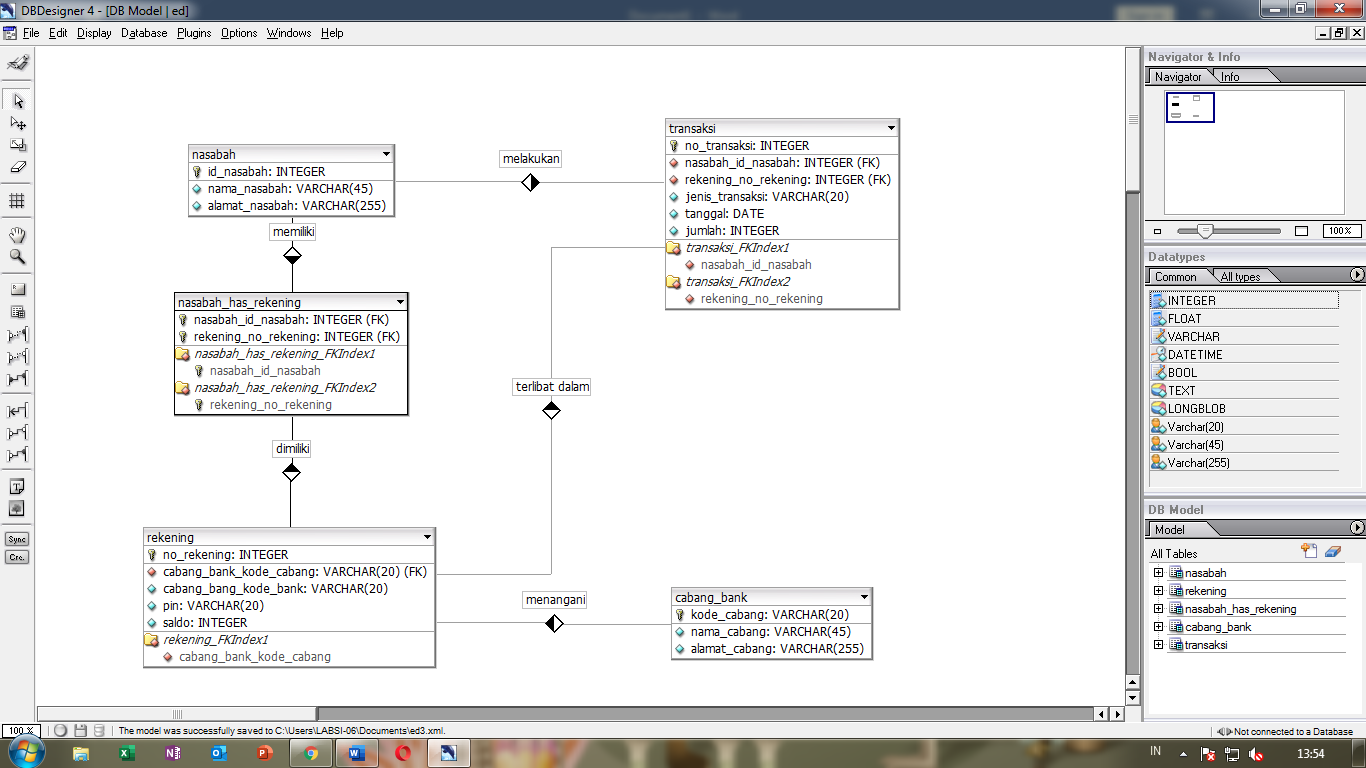 DBDesigner 4 - [DB Model | ed]
File Edit Display Database Plugins Options Windows Help
nasabah
id_nasabah: INTEGER
nama_nasabah: VARCHAR(45)
alamat_nasabah: VARCHAR(255)
melakukan
transaksi
no_transaksi: INTEGER
nasabah_id_nasabah: INTEGER (FK)
rekening_no_rekening: INTEGER (FK)
jenis_transaksi: VARCHAR(20)
tanggal: DATE
jumlah: INTEGER
transaksi_FKIndex1
nasabah_id_nasabah
transaksi_FKIndex2
rekening_no_rekening
memiliki
nasabah_has_rekening
nasabah_id_nasabah: INTEGER (FK)
rekening_no_rekening: INTEGER (FK)
nasabah_has_rekening_FKIndex1
nasabah_id_nasabah
nasabah_has_rekening_FKIndex2
rekening_no_rekening
terlibat dalam
dimiliki
rekening
no_rekening: INTEGER
cabang_bank_kode_cabang: VARCHAR(20) (FK)
cabang_bang_kode_bank: VARCHAR(20)
pin: VARCHAR(20)
saldo: INTEGER
rekening_FKIndex1
cabang_bank_kode_cabang
menangani
cabang_bank
kode_cabang: VARCHAR(20)
nama_cabang: VARCHAR(45)
alamat_cabang: VARCHAR(255)
Navigator & Info
Navigator Info
100%
Datatypes
Common All types
INTEGER
FLOAT
VARCHAR
DATETIME
BOOL
TEXT
LONGBLOB
Varchar(20)
Varchar(45)
Varchar(255)
DB Model
Model
All Tables
nasabah
rekening
nasabah_has_rekening
cabang_bank
transaksi
Sync
Crc.
100 % The model was successfully saved to C:\Users\LABSI-06\Documents\ed3.xml. Not connected to a Database
IN 13:54